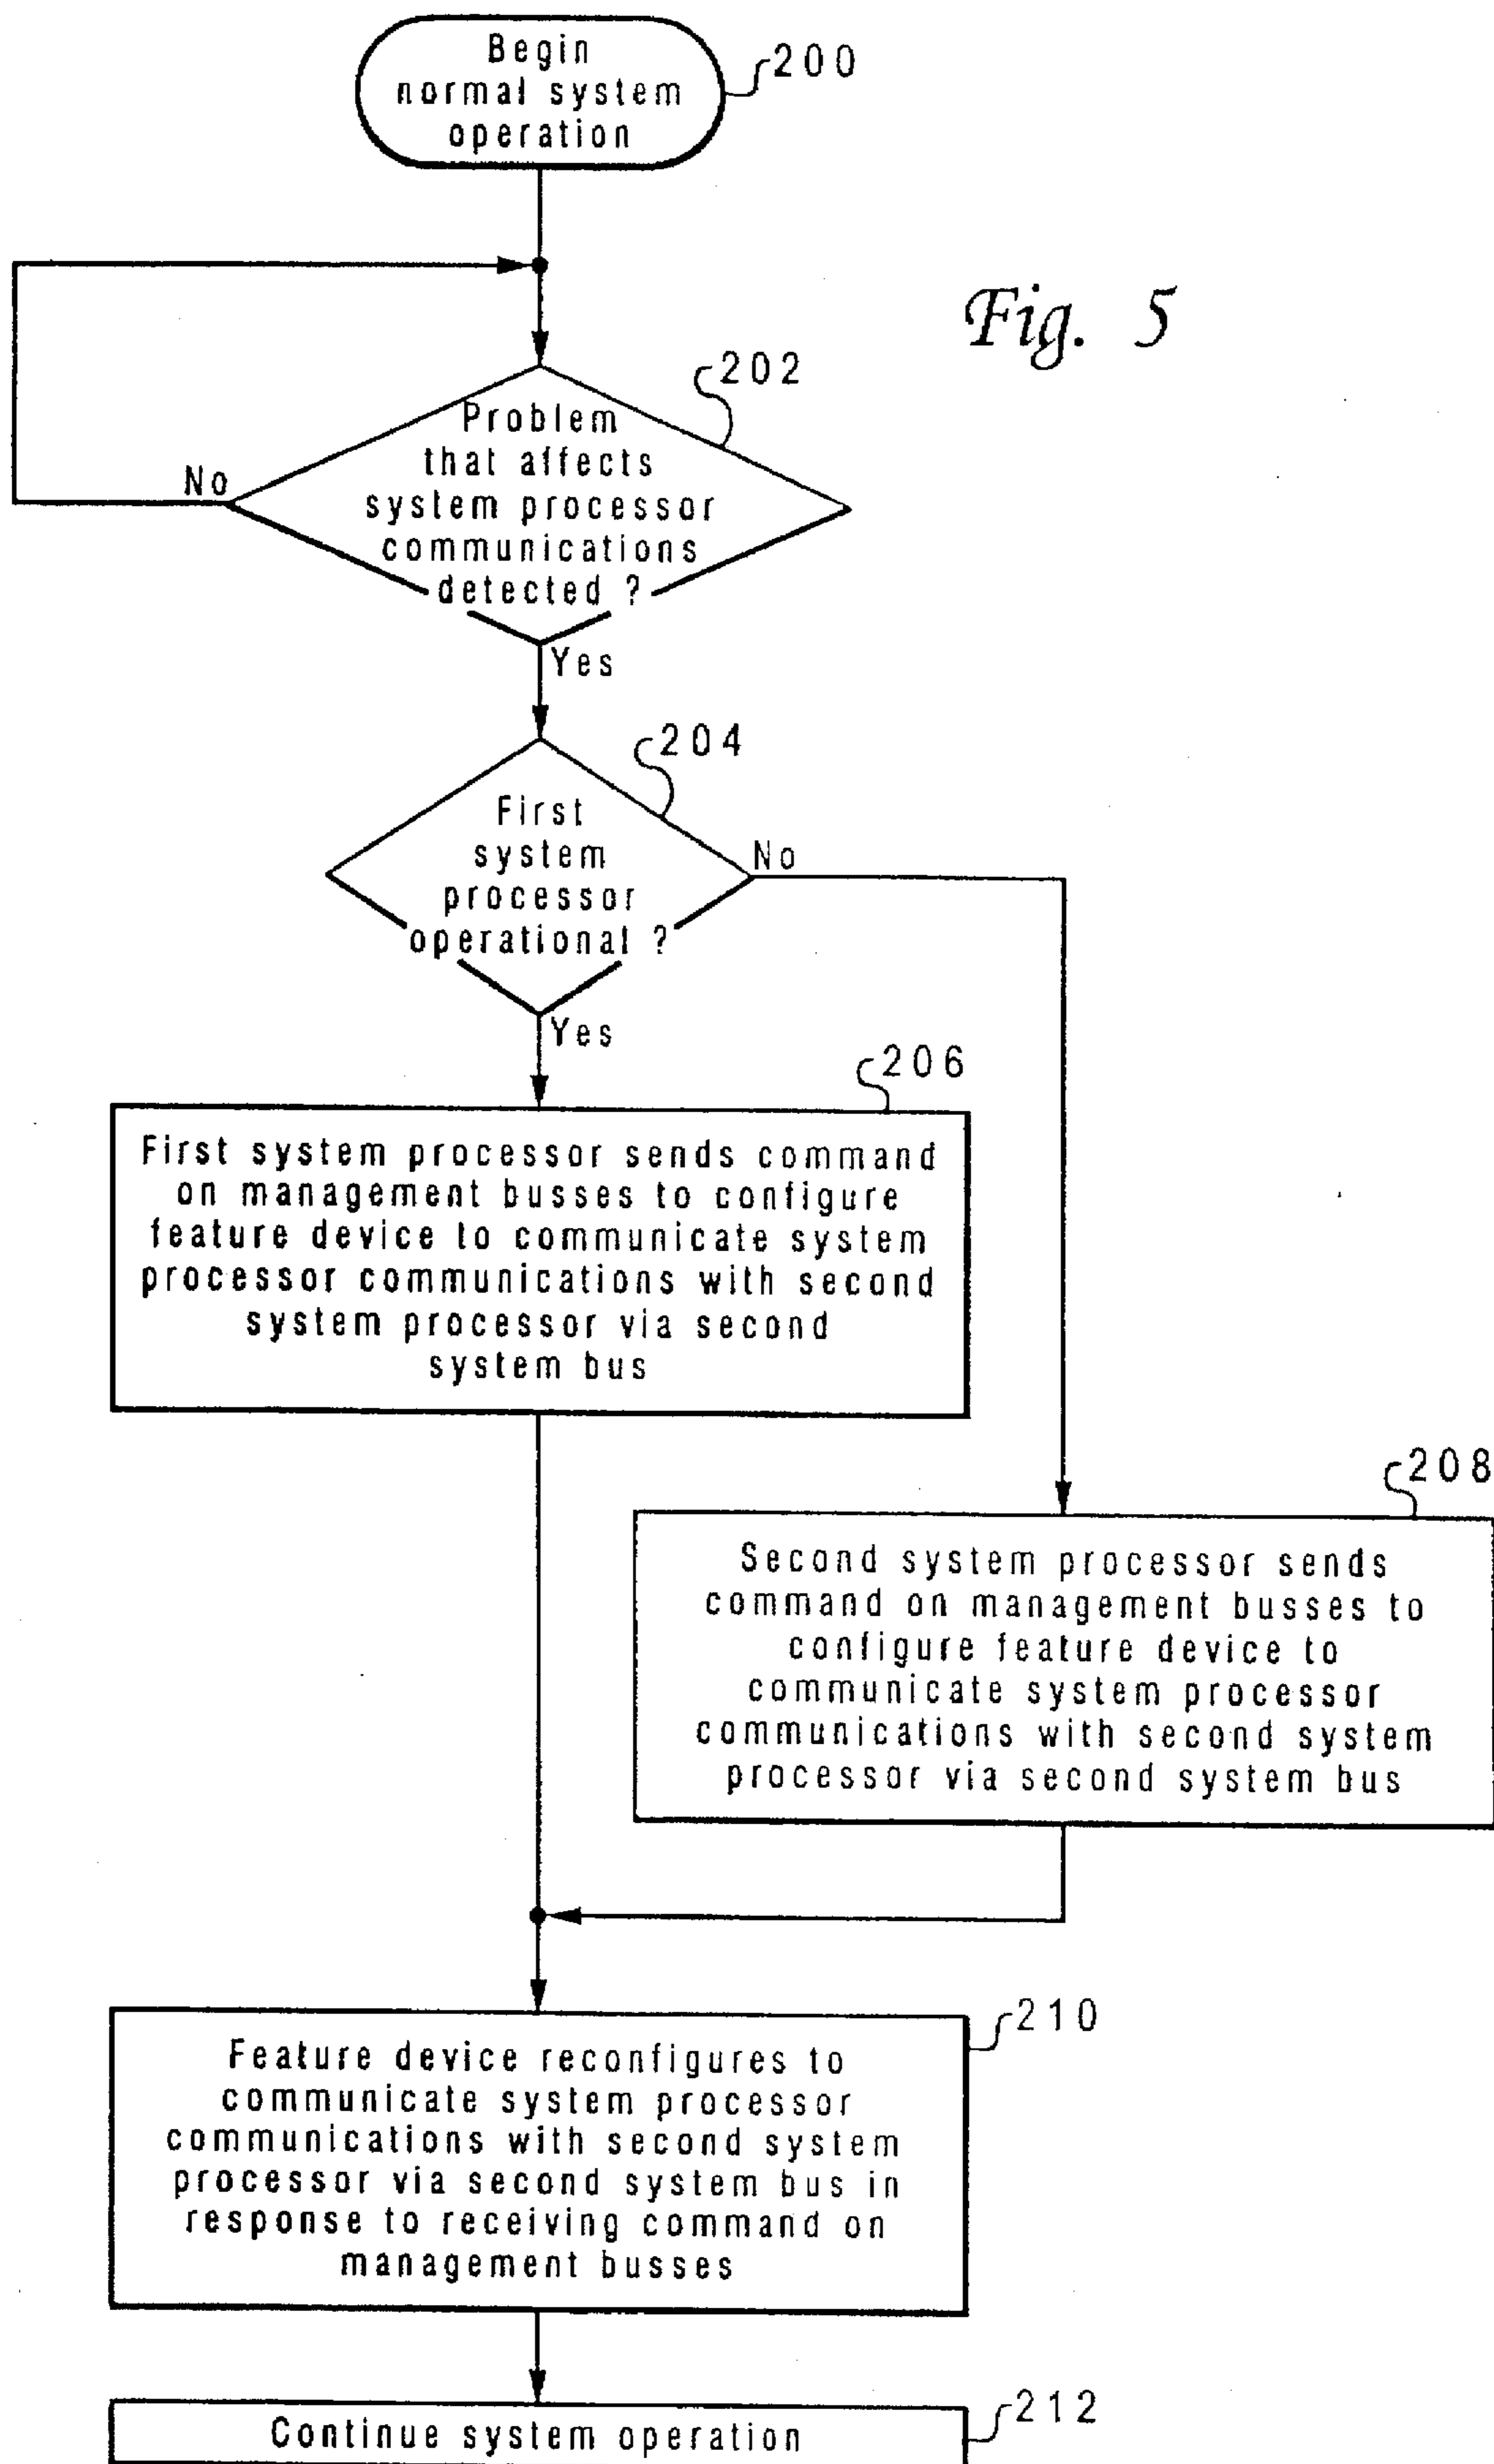 Begin
normal system
operation
200
Fig. 5
202
Problem
that affects
system processor
communications
detected ?
No
Yes
204
First
system
processor
operational ?
No
Yes
206
First system processor sends command
on management busses to configure
feature device to communicate system
processor communications with second
system processor via second
system bus
208
Second system processor sends
command on management busses to
configure feature device to
communicate system processor
communications with second system
processor via second system bus
210
Feature device reconfigures to
communicate system processor
communications with second system
processor via second system bus in
response to receiving command on
management busses
212
Continue system operation